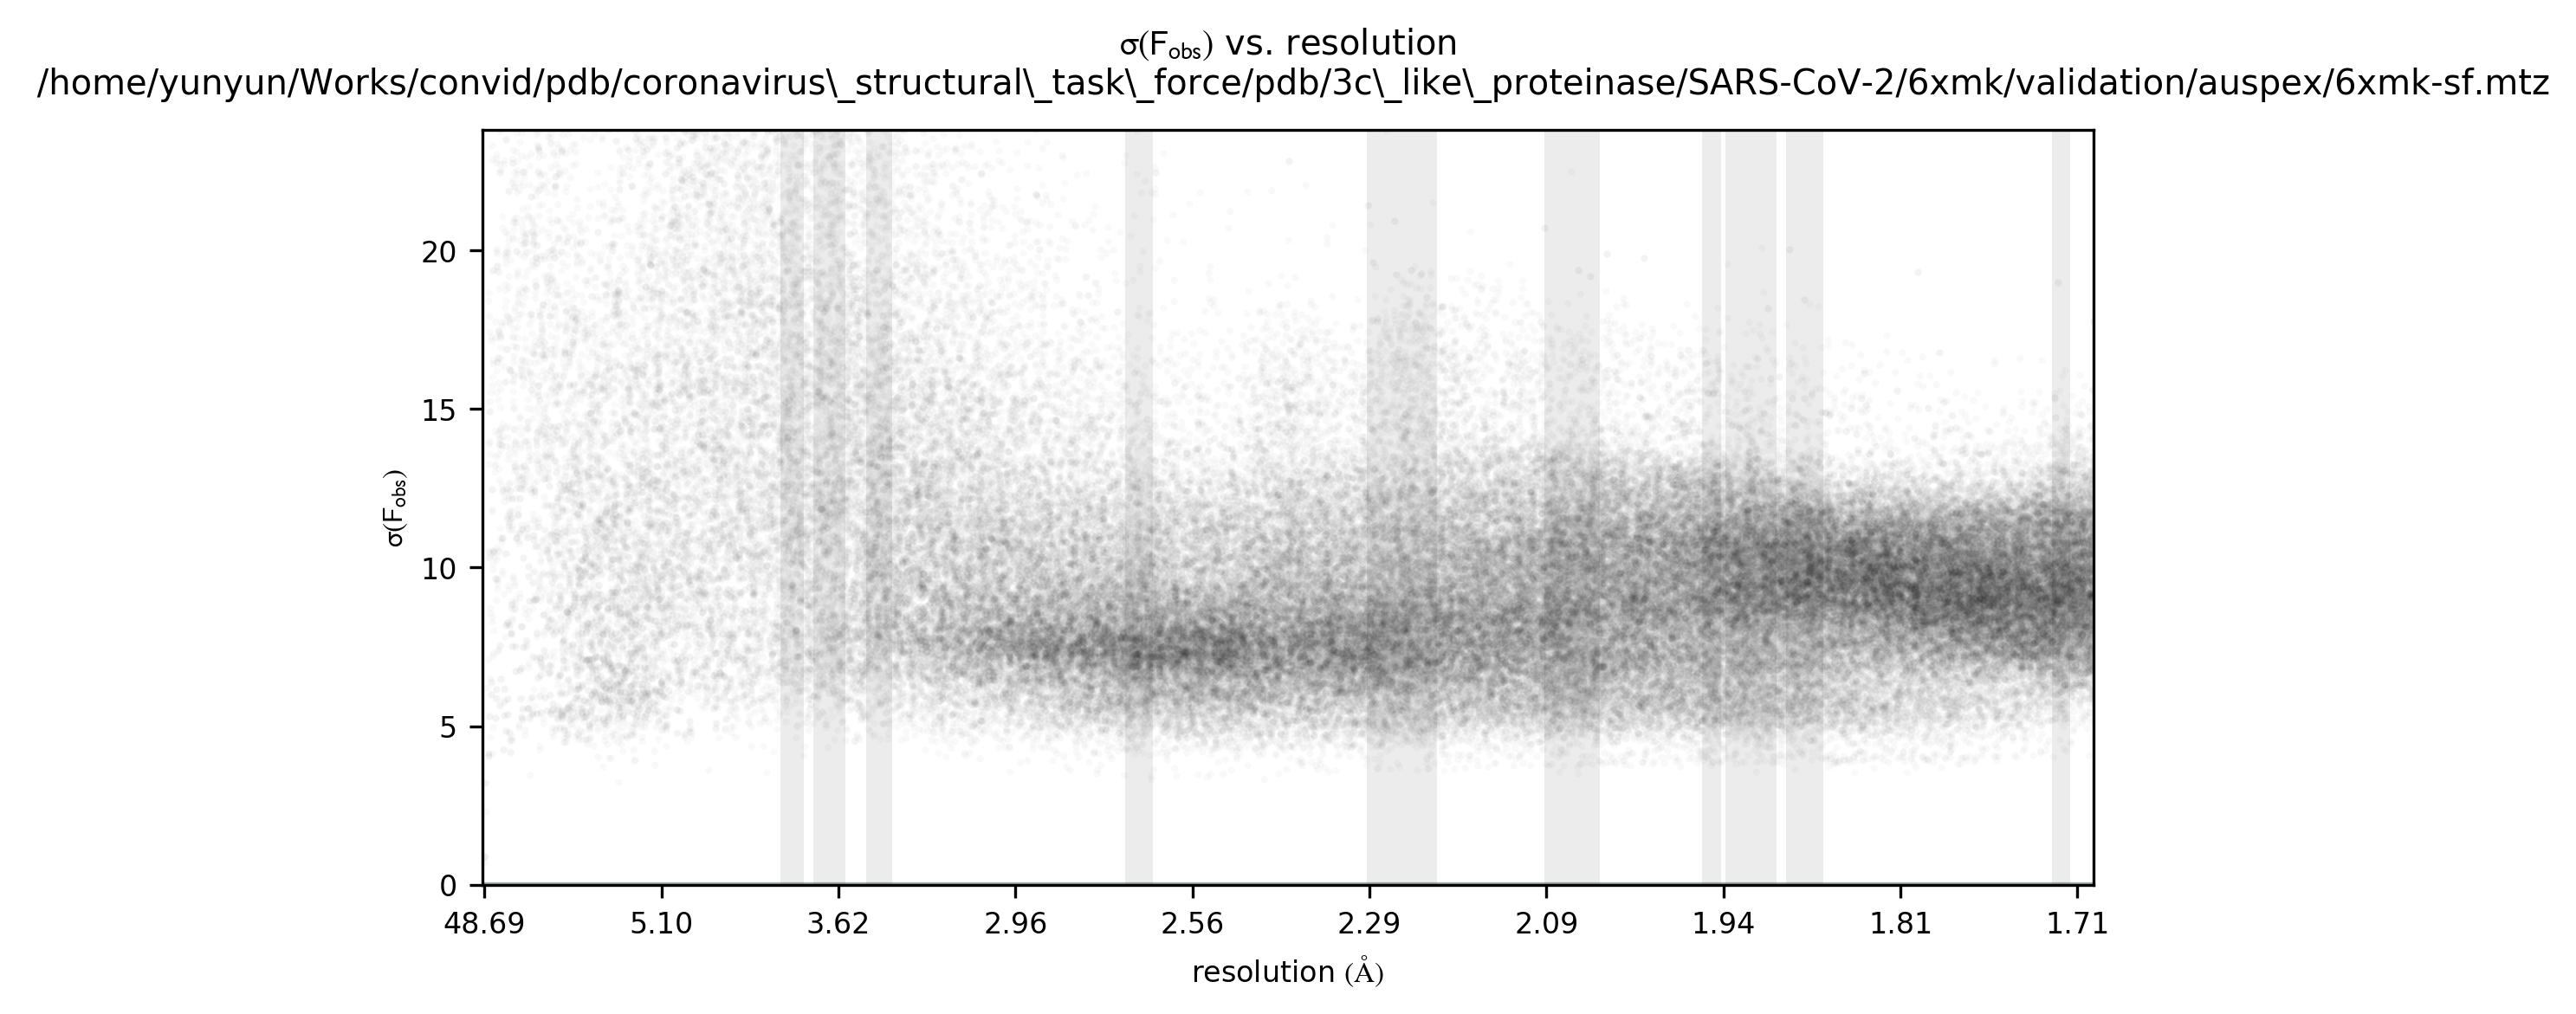 σ(Fobs) vs. resolution
/home/yunyun/Works/convid/pdb/coronavirus\_structural\_task\_force/pdb/3c\_like\_proteinase/SARS-CoV-2/6xmk/validation/auspex/6xmk-sf.mtz
20
15
10
5
0
σ(Fobs)
48.69 5.10 3.62 2.96 2.56 2.29 2.09 1.94 1.81 1.71
resolution (Å)